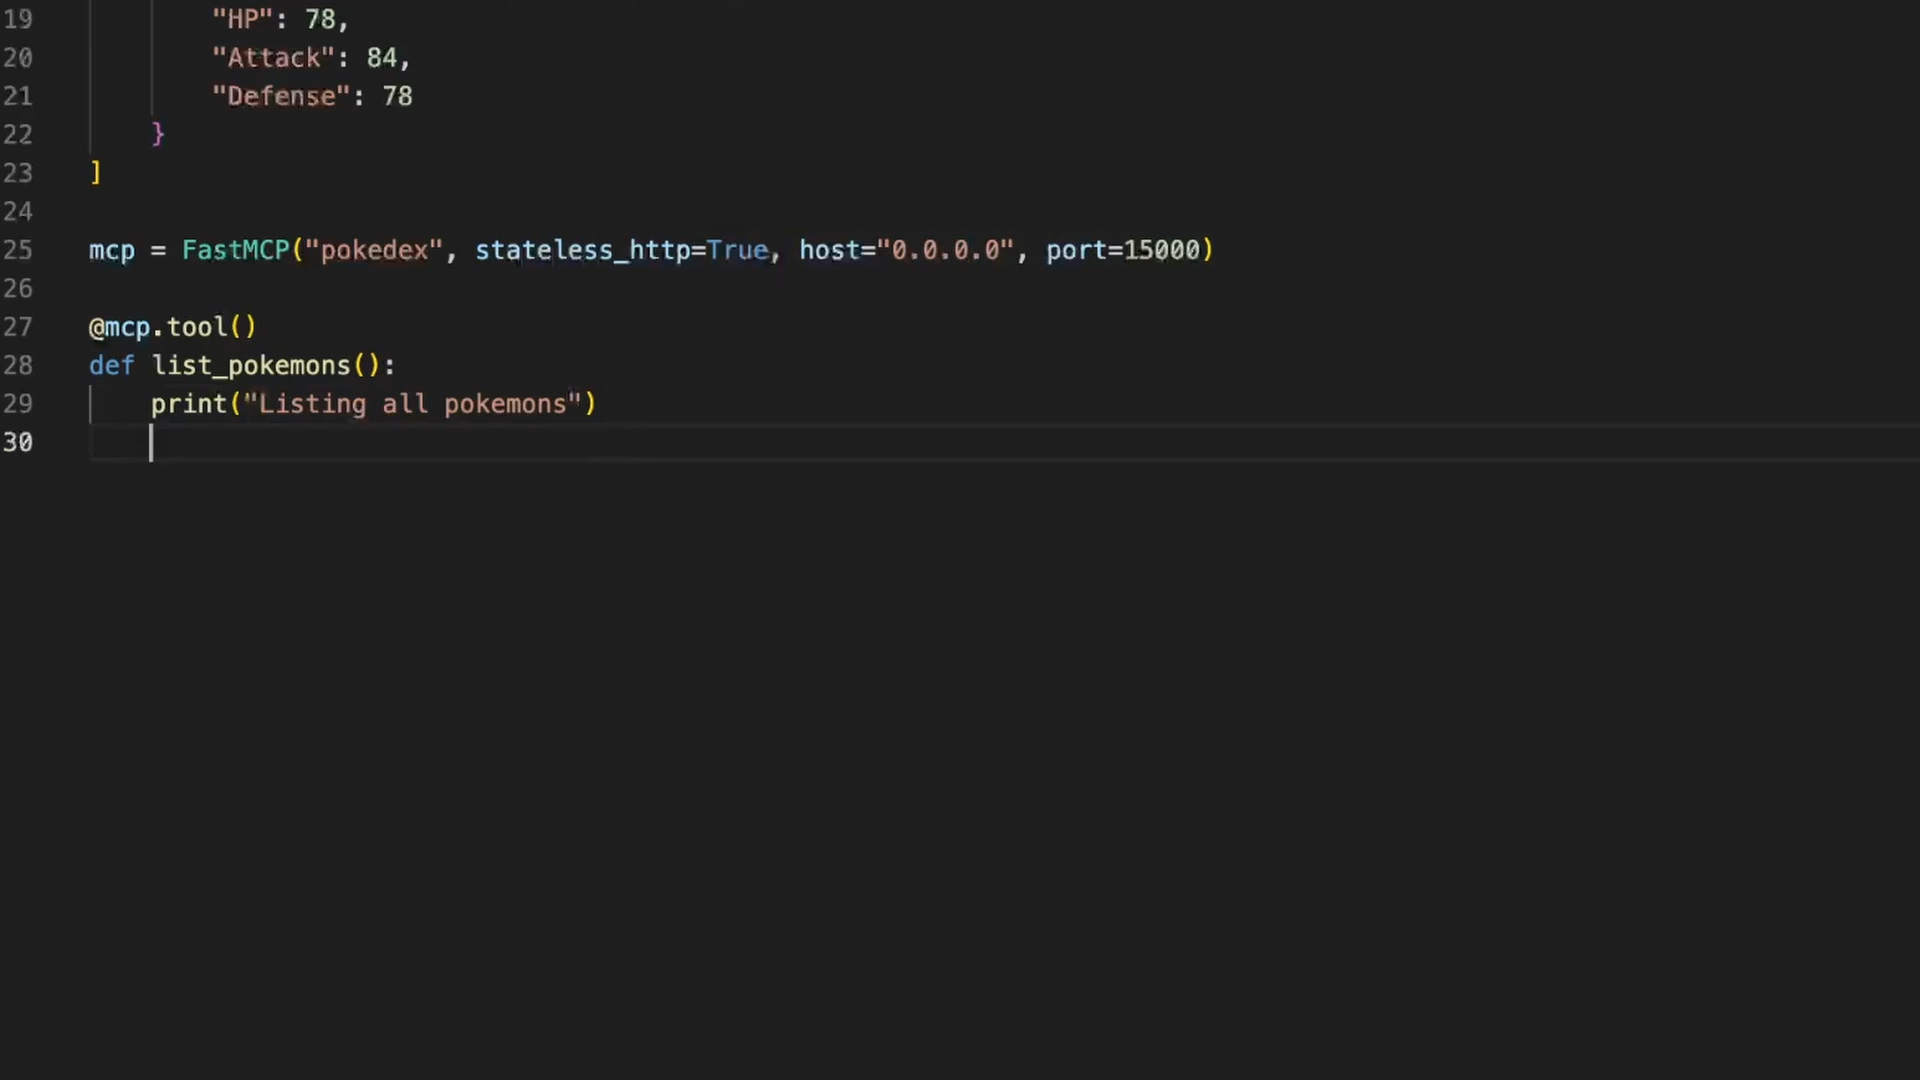 19 "HP": 78,
20 "Attack": 84,
21 "Defense": 78
22 }
23 ]
24
25 mcp = FastMCP("pokedex", stateless_http=True, host="0.0.0.0", port=15000)
26
27 @mcp.tool()
28 def list_pokemons():
29 print("Listing all pokemons")
30